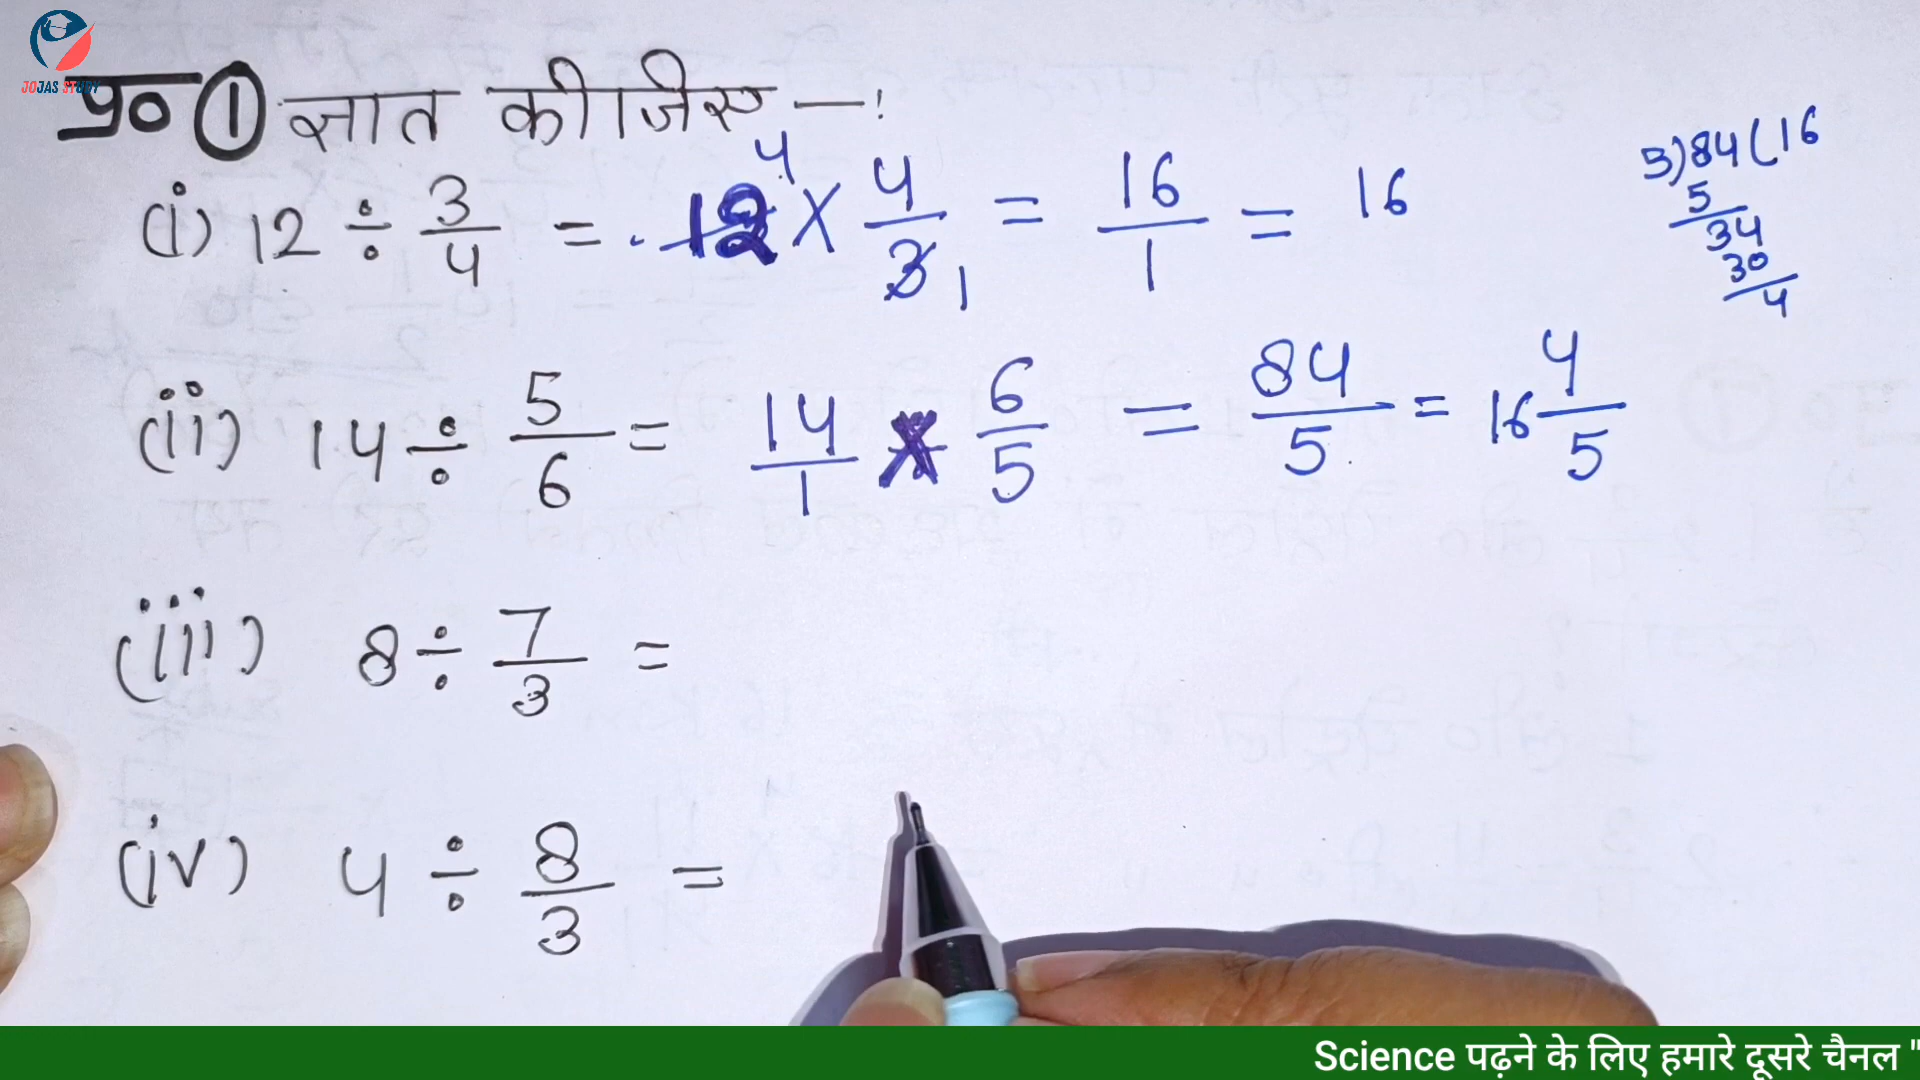 JOJAS STUDY
प्र० ① ज्ञात कीजिए —:
(i) 12 ÷ 3/4 = 12 4 × 4/3 1 = 16/1 = 16
5)84(16
5
34
30
4
(ii) 14 ÷ 5/6 = 14/1 × 6/5 = 84/5 = 16 4/5
(iii) 8 ÷ 7/3 =
(iv) 4 ÷ 8/3 =
Science पढ़ने के लिए हमारे दूसरे चैनल "